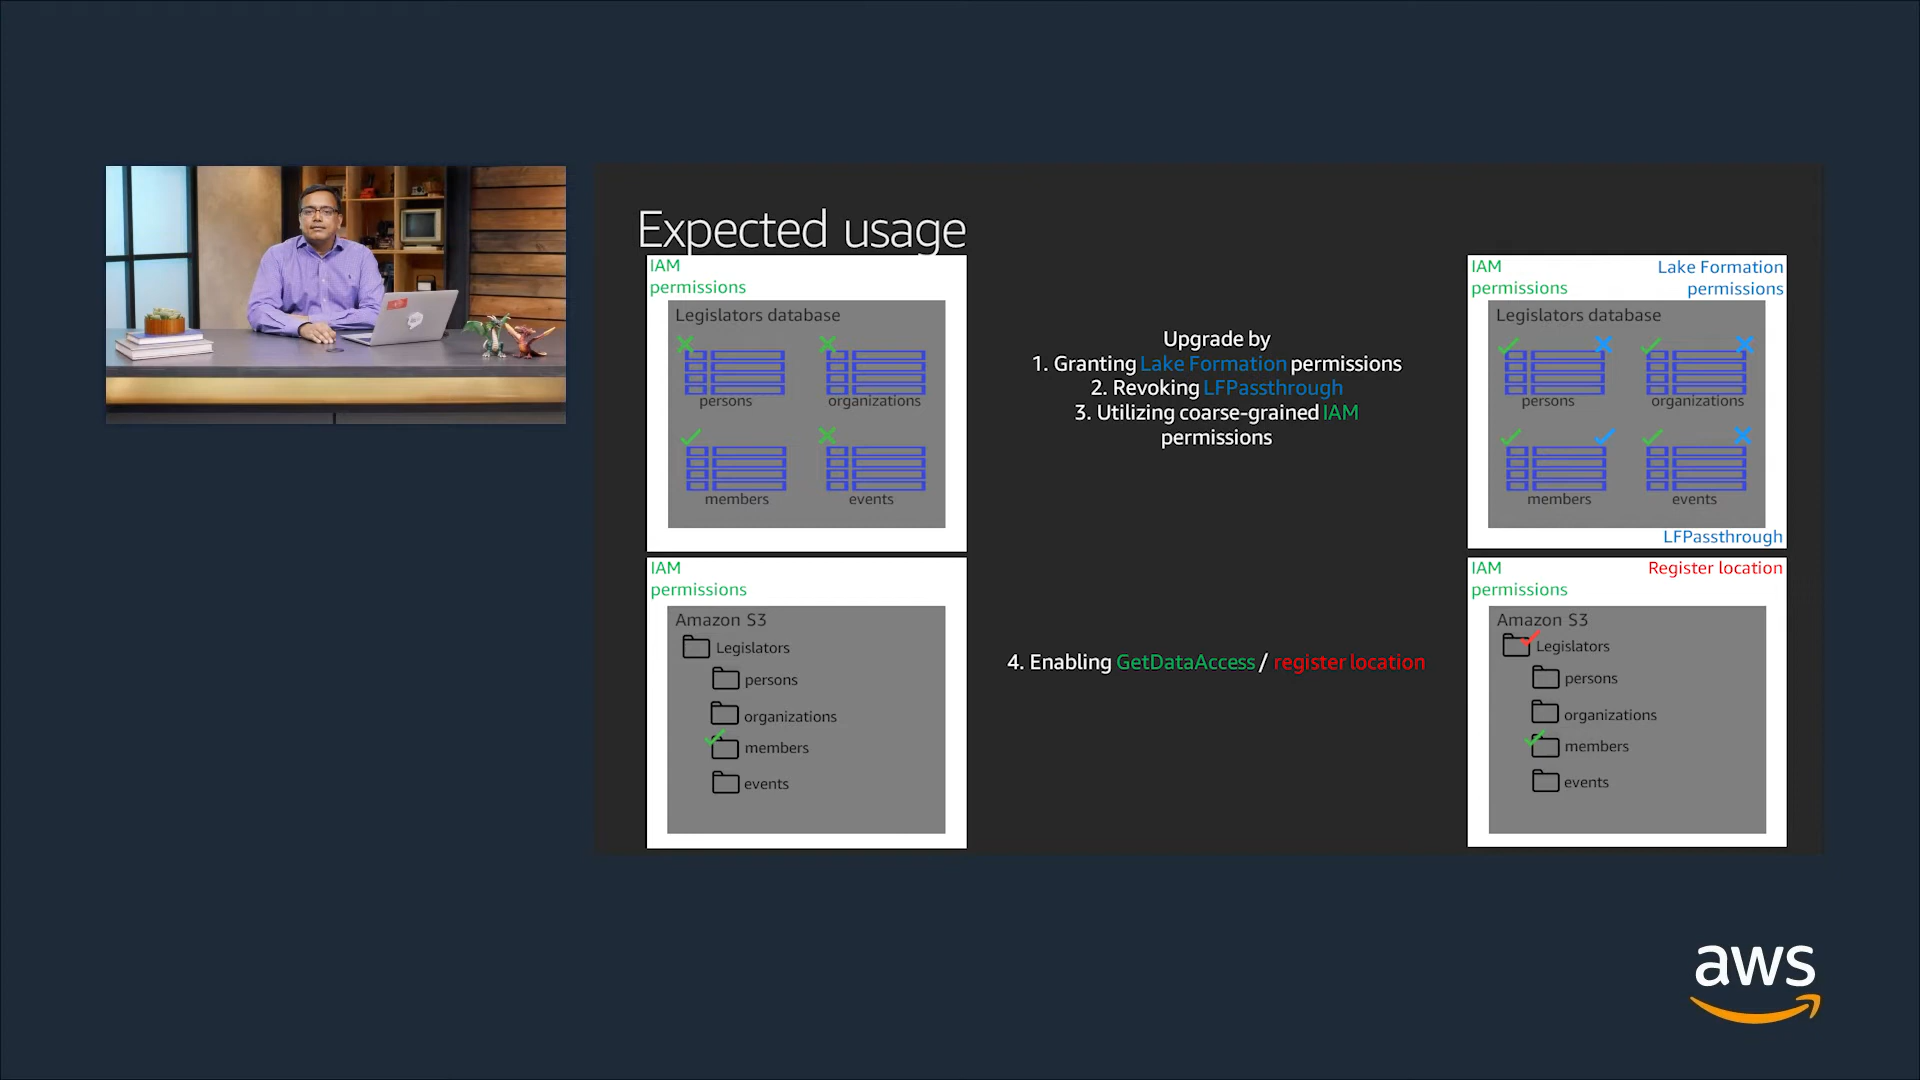 Expected usage
IAM
permissions
Legislators database
persons
organizations
members
events
IAM
permissions
Amazon S3
Legislators
persons
organizations
members
events
Upgrade by
1. Granting Lake Formation permissions
2. Revoking LFPassthrough
3. Utilizing coarse-grained IAM
permissions
4. Enabling GetDataAccess / register location
IAM
permissions
Lake Formation
permissions
Legislators database
persons
organizations
members
events
LFPassthrough
IAM
permissions
Register location
Amazon S3
Legislators
persons
organizations
members
events
aws